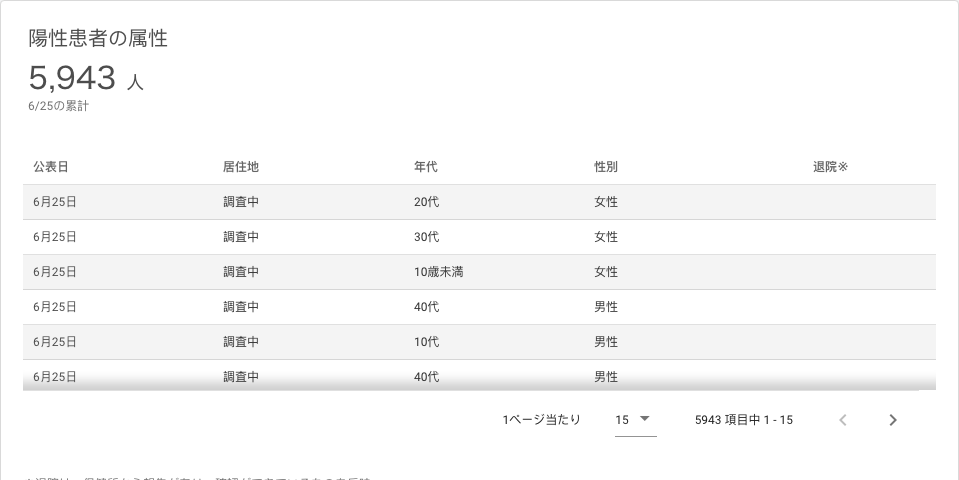 陽性患者の属性
5,943 人
6/25の累計
公表日 居住地 年代 性別 退院※
6月25日 調査中 20代 女性
6月25日 調査中 30代 女性
6月25日 調査中 10歳未満 女性
6月25日 調査中 40代 男性
6月25日 調査中 10代 男性
6月25日 調査中 40代 男性
1ページ当たり 15 5943 項目中 1 - 15